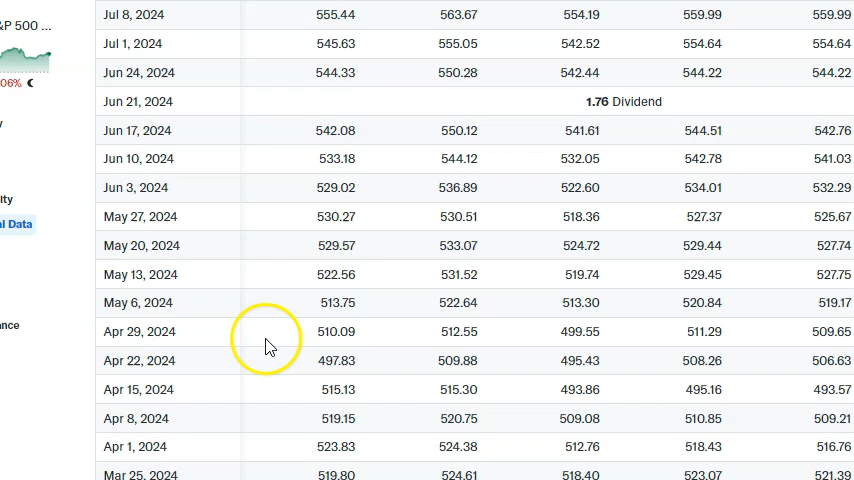 Jul 8, 2024 555.44 563.67 554.19 559.99 559.99
&P 500 ...
Jul 1, 2024 545.63 555.05 542.52 554.64 554.64
Jun 24, 2024 544.33 550.28 542.44 544.22 544.22
06%
Jun 21, 2024 1.76 Dividend
y
Jun 17, 2024 542.08 550.12 541.61 544.51 542.76
Jun 10, 2024 533.18 544.12 532.05 542.78 541.03
Jun 3, 2024 529.02 536.89 522.60 534.01 532.29
lty
May 27, 2024 530.27 530.51 518.36 527.37 525.67
al Data
May 20, 2024 529.57 533.07 524.72 529.44 527.74
May 13, 2024 522.56 531.52 519.74 529.45 527.75
May 6, 2024 513.75 522.64 513.30 520.84 519.17
ance
Apr 29, 2024 510.09 512.55 499.55 511.29 509.65
Apr 22, 2024 497.83 509.88 495.43 508.26 506.63
Apr 15, 2024 515.13 515.30 493.86 495.16 493.57
Apr 8, 2024 519.15 520.75 509.08 510.85 509.21
Apr 1, 2024 523.83 524.38 512.76 518.43 516.76
Mar 25, 2024 519.80 524.61 518.40 523.07 521.39